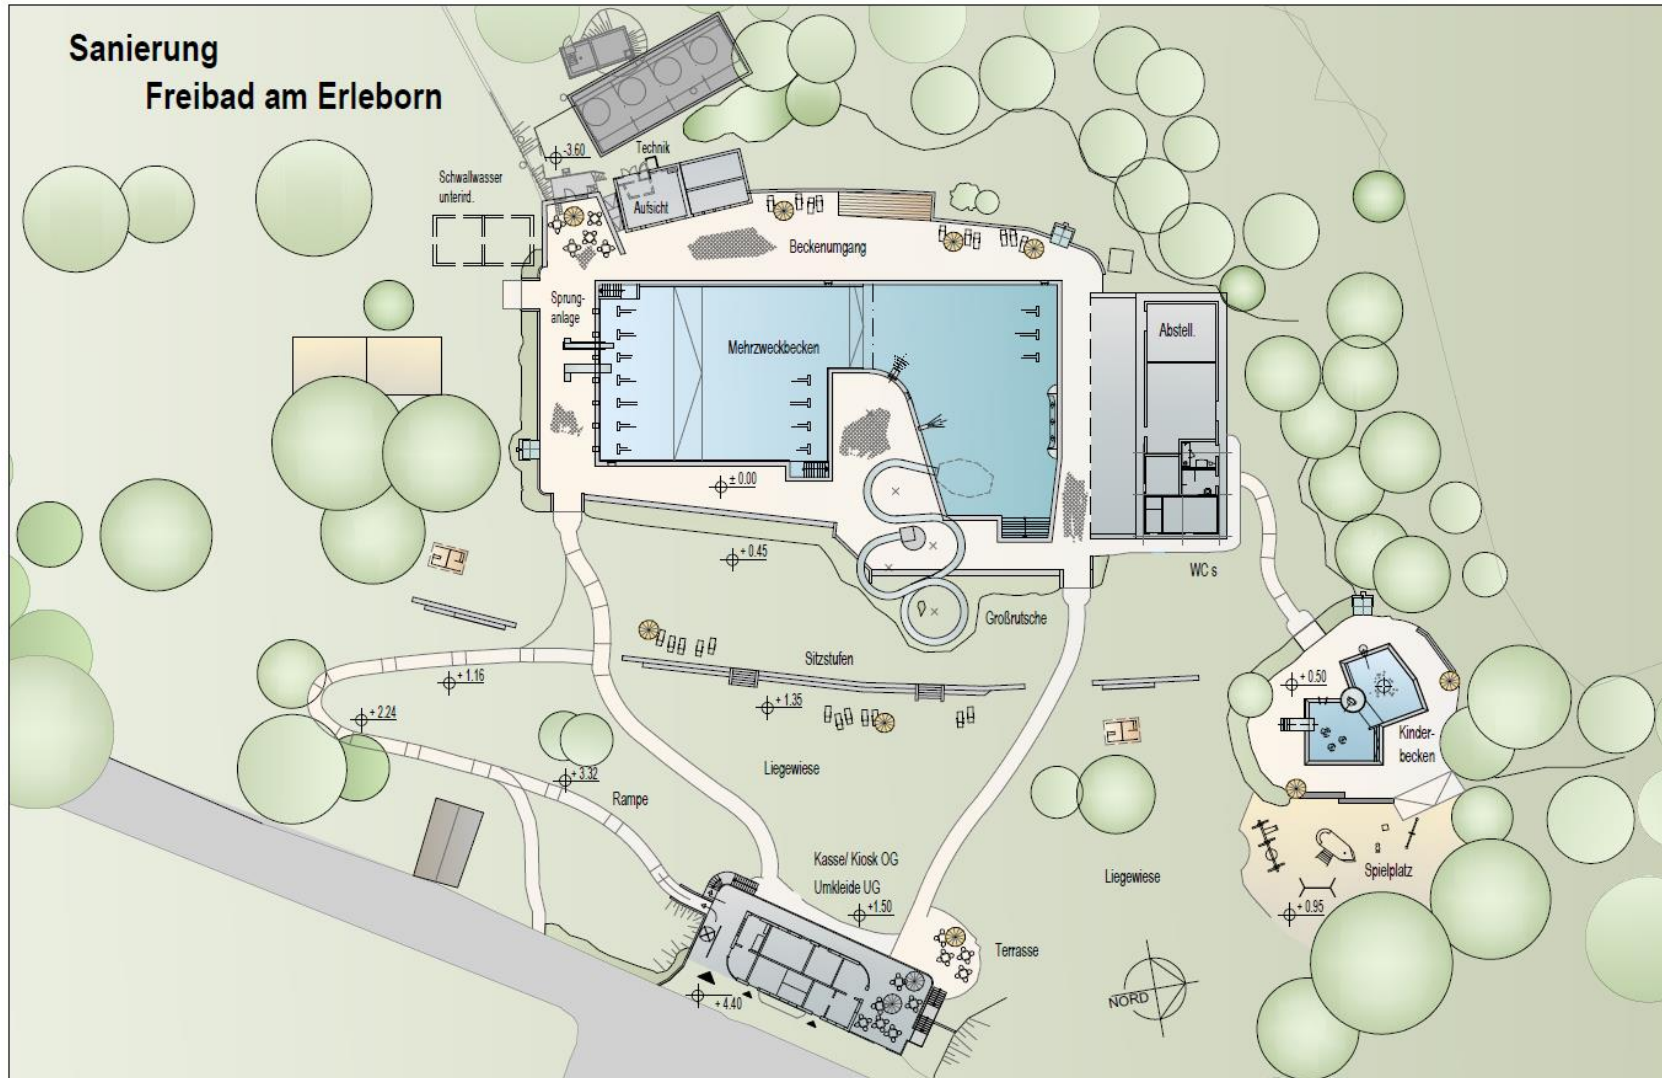 Sanierung
Freibad am Erleborn
-3.60
Technik
Schwallwasser
unterird.
Aufsicht
Beckenumgang
Sprung-
anlage
Mehrzweckbecken
Abstell.
± 0.00
+ 0.45
WC s
Großrutsche
Sitzstufen
+ 1.16
+ 0.50
+ 1.35
+ 2.24
Kinder-
becken
Liegewiese
+ 3.32
Rampe
Kasse/ Kiosk OG
Umkleide UG
+1.50
Liegewiese
Spielplatz
+ 0.95
Terrasse
NORD
+ 4.40